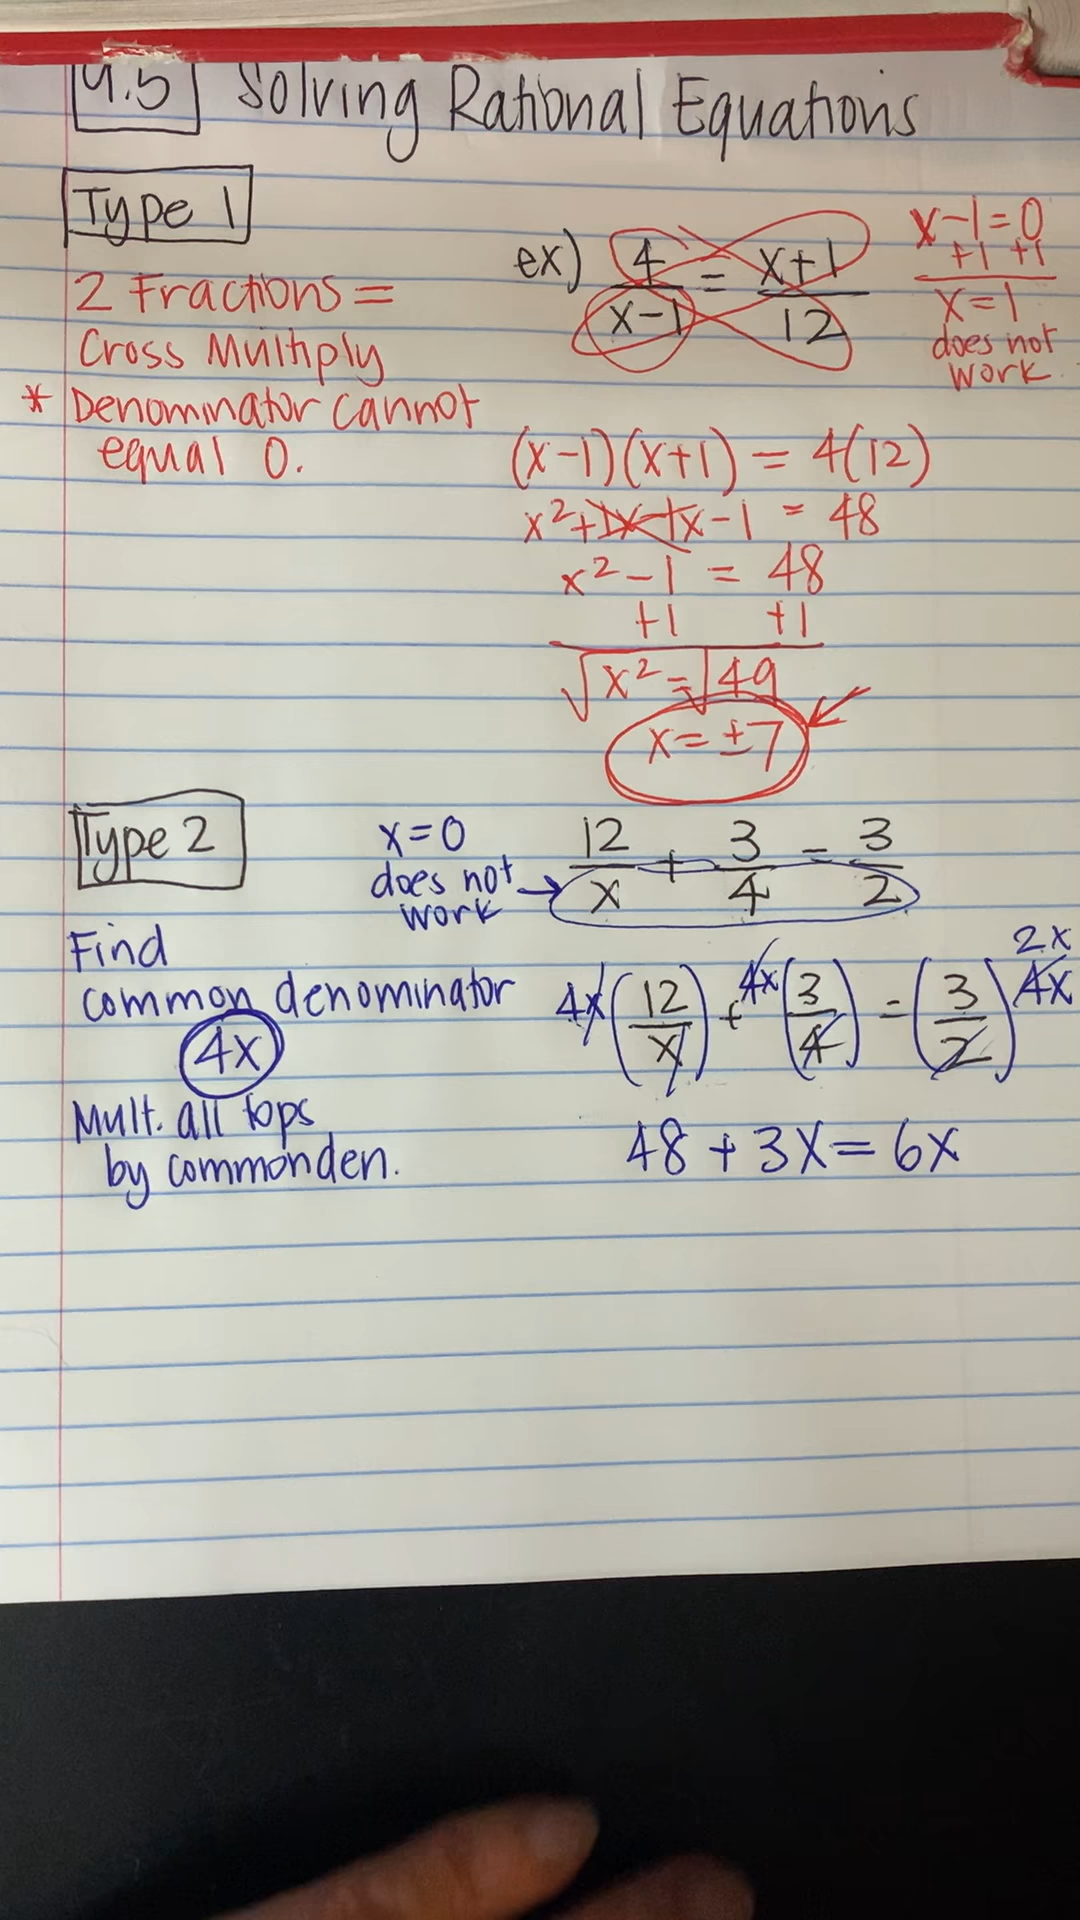 4.5 Solving Rational Equations
Type 1
2 Fractions =
Cross Multiply
* Denominator cannot
equal 0.
ex) 4/x-1 = x+1/12
x-1=0
+1 +1
x=1
does not
work
(x-1)(x+1) = 4(12)
x²+1x-1x-1 = 48
x²-1 = 48
+1 +1
√x² = √49
x = ±7
Type 2
x=0
does not
work
12/x + 3/4 = 3/2
Find
common denominator
4x
Mult. all tops
by common den.
2x
4x(12/x) + 4x(3/4) = (3/2)4x
48 + 3x = 6x